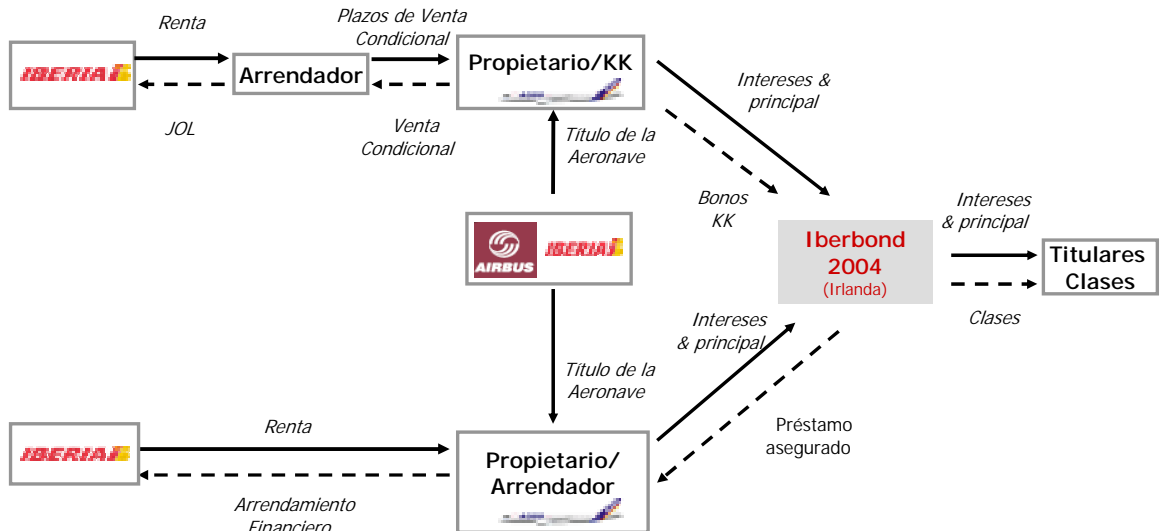 Renta
Plazos de Venta
Condicional
IBERIA
Arrendador
Propietario/KK
Intereses &
principal
JOL
Venta
Condicional
Título de la
Aeronave
Bonos
KK
Intereses
& principal
AIRBUS
IBERIA
Iberbond
2004
(Irlanda)
Titulares
Clases
Clases
Intereses
& principal
Título de la
Aeronave
Renta
Préstamo
asegurado
IBERIA
Propietario/
Arrendador
Arrendamiento
Financiero